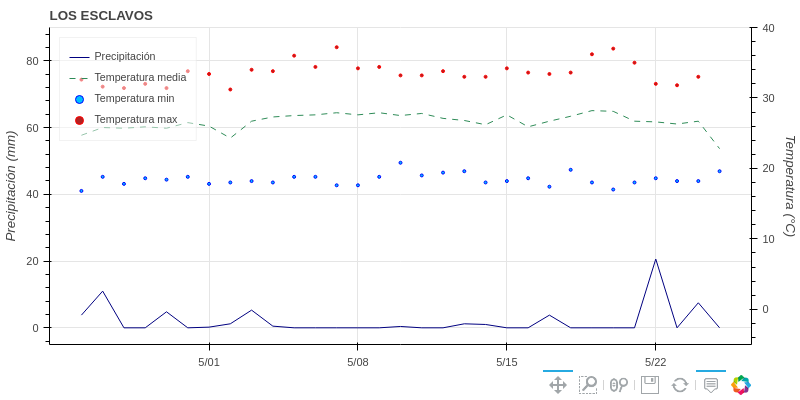 LOS ESCLAVOS
Precipitación
Temperatura media
Temperatura min
Temperatura max
Precipitación (mm)
80
60
40
20
0
Temperatura (°C)
40
30
20
10
0
5/01
5/08
5/15
5/22